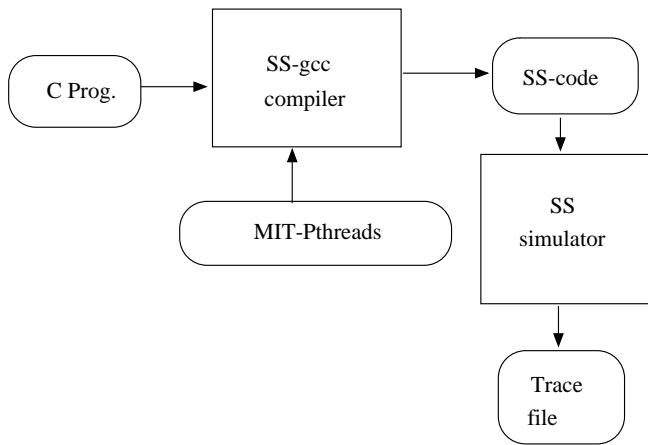 C Prog.
SS-gcc
compiler
SS-code
MIT-Pthreads
SS
simulator
Trace
file